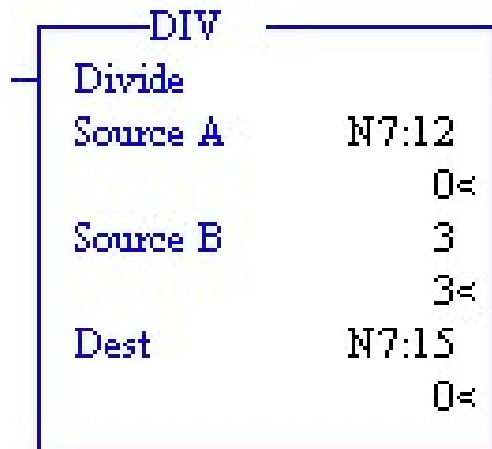 DIV
Divide
Source A N7:12
0<
Source B 3
3<
Dest N7:15
0<